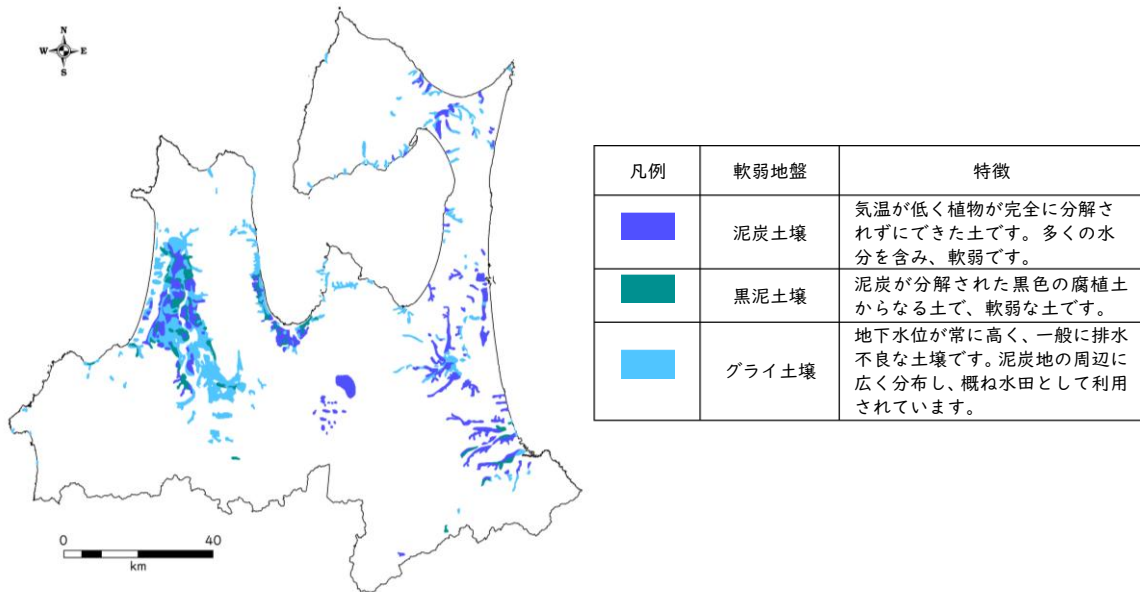 N
W E
S
凡例 軟弱地盤 特徴
泥炭土壌
気温が低く植物が完全に分解さ
れずにできた土です。多くの水
分を含み、軟弱です。
黒泥土壌
泥炭が分解された黒色の腐植土
からなる土で、軟弱な土です。
グライ土壌
地下水位が常に高く、一般に排水
不良な土壌です。泥炭地の周辺に
広く分布し、概ね水田として利用
されています。
0 40
km